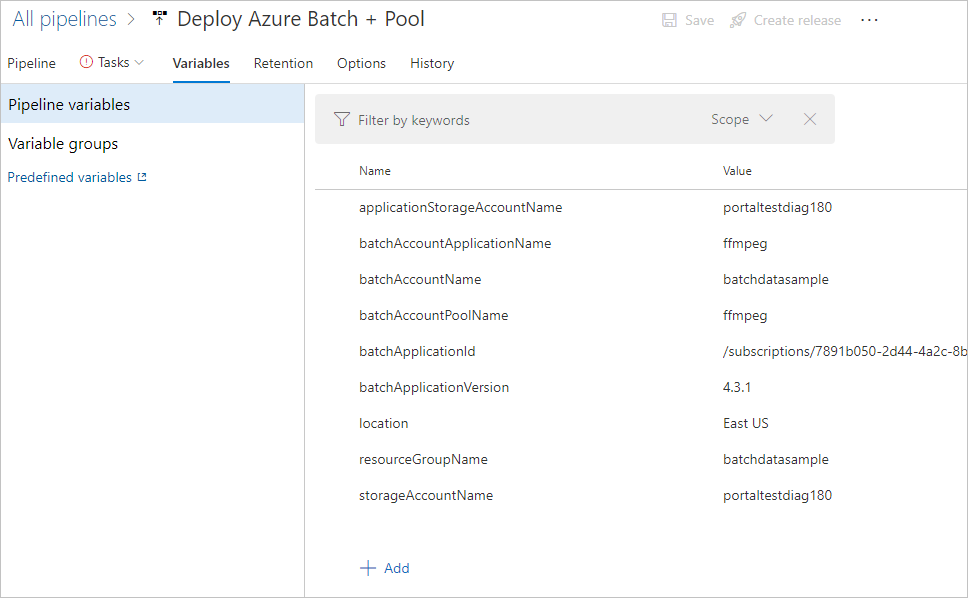 All pipelines > Deploy Azure Batch + Pool Save Create release ...
Pipeline Tasks Variables Retention Options History
Pipeline variables
Variable groups
Predefined variables
Filter by keywords Scope
Name Value
applicationStorageAccountName portaltestdiag180
batchAccountApplicationName ffmpeg
batchAccountName batchdatasample
batchAccountPoolName ffmpeg
batchApplicationId /subscriptions/7891b050-2d44-4a2c-8b
batchApplicationVersion 4.3.1
location East US
resourceGroupName batchdatasample
storageAccountName portaltestdiag180
+ Add